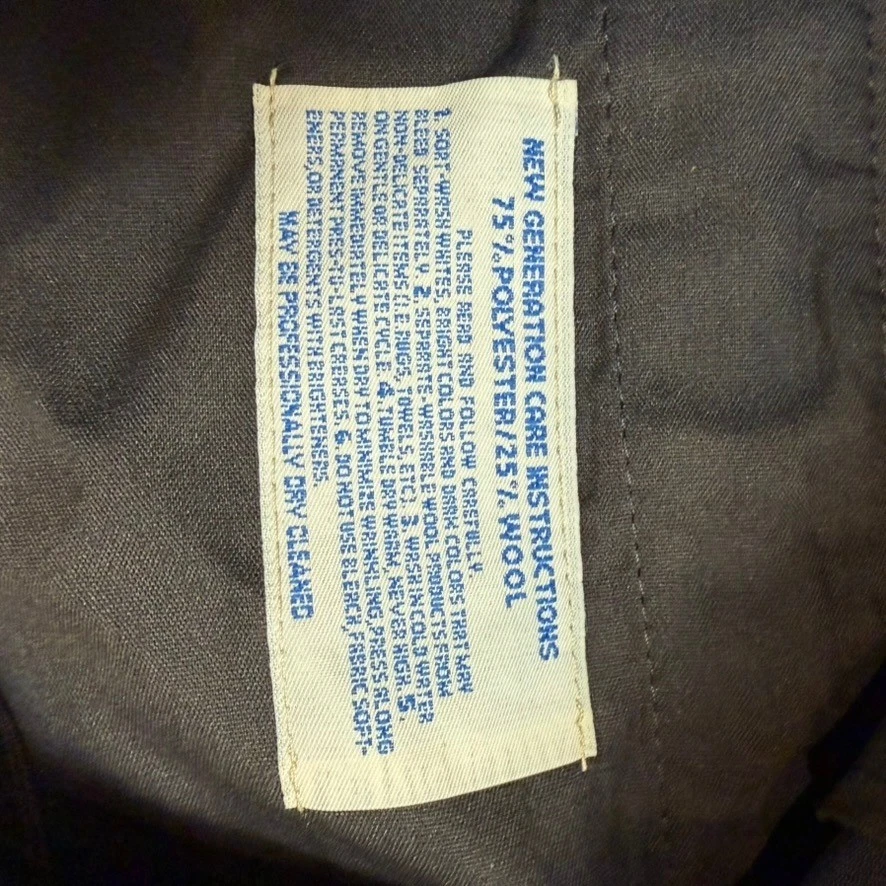 NEW GENERATION CARE INSTRUCTIONS
75% POLYESTER/25% WOOL
PLEASE READ AND FOLLOW CAREFULLY.
1. SORT-WASH WHITES, BRIGHT COLORS AND DARK COLORS THAT MAY
BLEED SEPARATELY. 2. SEPARATE-WASHABLE WOOL PRODUCTS FROM
NON-DELICATE ITEMS (I.E. RUGS, TOWELS, ETC.) 3. WASH IN COLD WATER
ON GENTLE OR DELICATE CYCLE. 4. TUMBLE DRY WARM, NEVER HIGH. 5.
REMOVE IMMEDIATELY WHEN DRY TO MINIMIZE WRINKLING, PRESS ALONG
PERMANENT PRESS-TO-LAST CREASES. 6. DO NOT USE BLEACH, FABRIC SOFT-
ENERS, OR DETERGENTS WITH BRIGHTENERS.
MAY BE PROFESSIONALLY DRY CLEANED